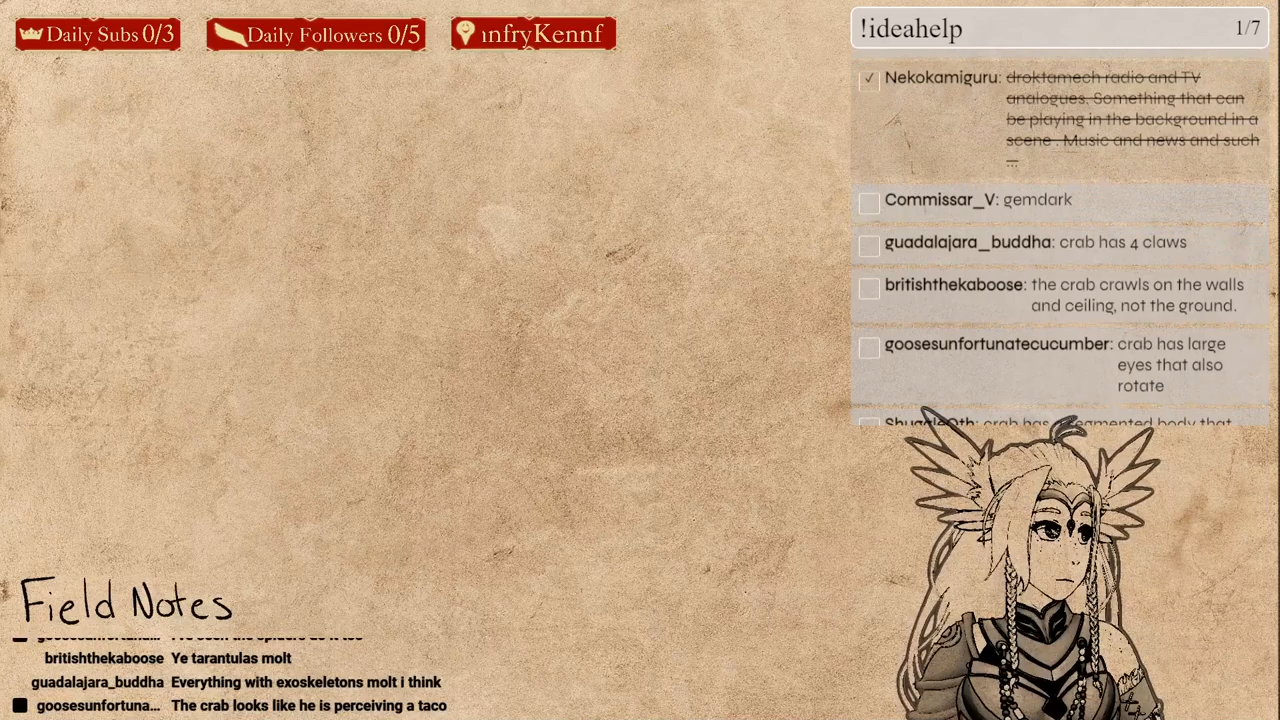 Daily Subs 0/3
Daily Followers 0/5
!ideahelp
1/7
Nekokamiguru: droktamech radio and TV
analogues. Something that can
be playing in the background in a
scene . Music and news and such
...
Commissar_V: gemdark
guadalajara_buddha: crab has 4 claws
britishthekaboose: the crab crawls on the walls
and ceiling, not the ground.
goosesunfortunatecucumber: crab has large
eyes that also
rotate
crab has body that
Field Notes
britishthekaboose Ye tarantulas molt
guadalajara_buddha Everything with exoskeletons molt i think
goosesunfortuna... The crab looks like he is perceiving a taco